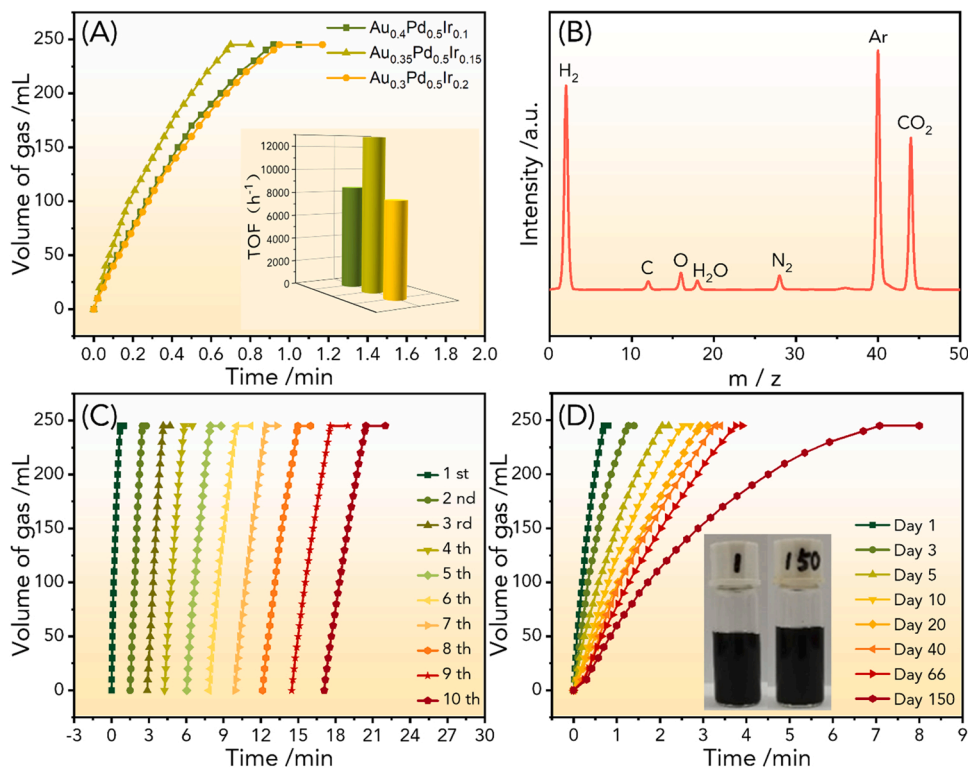 (A)
Au0.4Pd0.5Ir0.1
Au0.35Pd0.5Ir0.15
Au0.3Pd0.5Ir0.2
Volume of gas /mL
250
200
150
100
50
0
TOF (h-1)
12000
10000
8000
6000
4000
2000
0
0.0 0.2 0.4 0.6 0.8 1.0 1.2 1.4 1.6 1.8 2.0
Time /min
(B)
Intensity /a.u.
H2
C
O
H2O
N2
Ar
CO2
0 10 20 30 40 50
m / z
(C)
Volume of gas/mL
250
200
150
100
50
0
1 st
2 nd
3 rd
4 th
5 th
6 th
7 th
8 th
9 th
10 th
-3 0 3 6 9 12 15 18 21 24 27 30
Time /min
(D)
Volume of gas/mL
250
200
150
100
50
0
1
150
Day 1
Day 3
Day 5
Day 10
Day 20
Day 40
Day 66
Day 150
0 1 2 3 4 5 6 7 8 9
Time /min